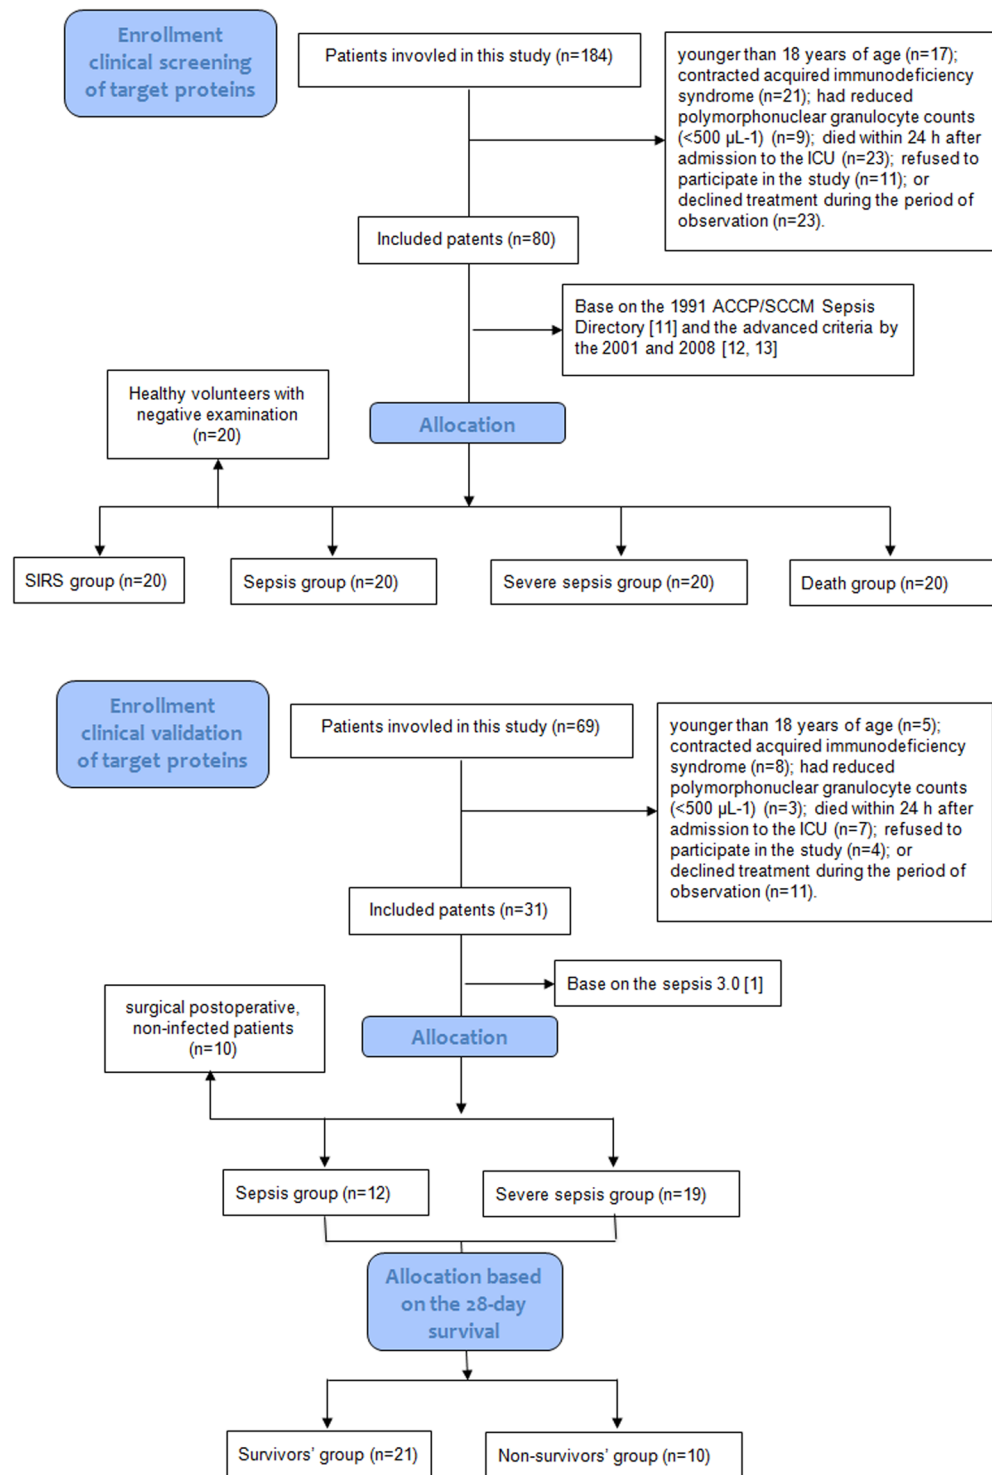 Enrollment
clinical screening
of target proteins
Patients invovled in this study (n=184)
younger than 18 years of age (n=17);
contracted acquired immunodeficiency
syndrome (n=21); had reduced
polymorphonuclear granulocyte counts
(<500 µL-1) (n=9); died within 24 h after
admission to the ICU (n=23); refused to
participate in the study (n=11); or
declined treatment during the period of
observation (n=23).
Included patents (n=80)
Base on the 1991 ACCP/SCCM Sepsis
Directory [11] and the advanced criteria by
the 2001 and 2008 [12, 13]
Healthy volunteers with
negative examination
(n=20)
Allocation
SIRS group (n=20)
Sepsis group (n=20)
Severe sepsis group (n=20)
Death group (n=20)
Enrollment
clinical validation
of target proteins
Patients invovled in this study (n=69)
younger than 18 years of age (n=5);
contracted acquired immunodeficiency
syndrome (n=8); had reduced
polymorphonuclear granulocyte counts
(<500 µL-1) (n=3); died within 24 h after
admission to the ICU (n=7); refused to
participate in the study (n=4); or
declined treatment during the period of
observation (n=11).
Included patents (n=31)
Base on the sepsis 3.0 [1]
surgical postoperative,
non-infected patients
(n=10)
Allocation
Sepsis group (n=12)
Severe sepsis group (n=19)
Allocation based
on the 28-day
survival
Survivors' group (n=21)
Non-survivors' group (n=10)